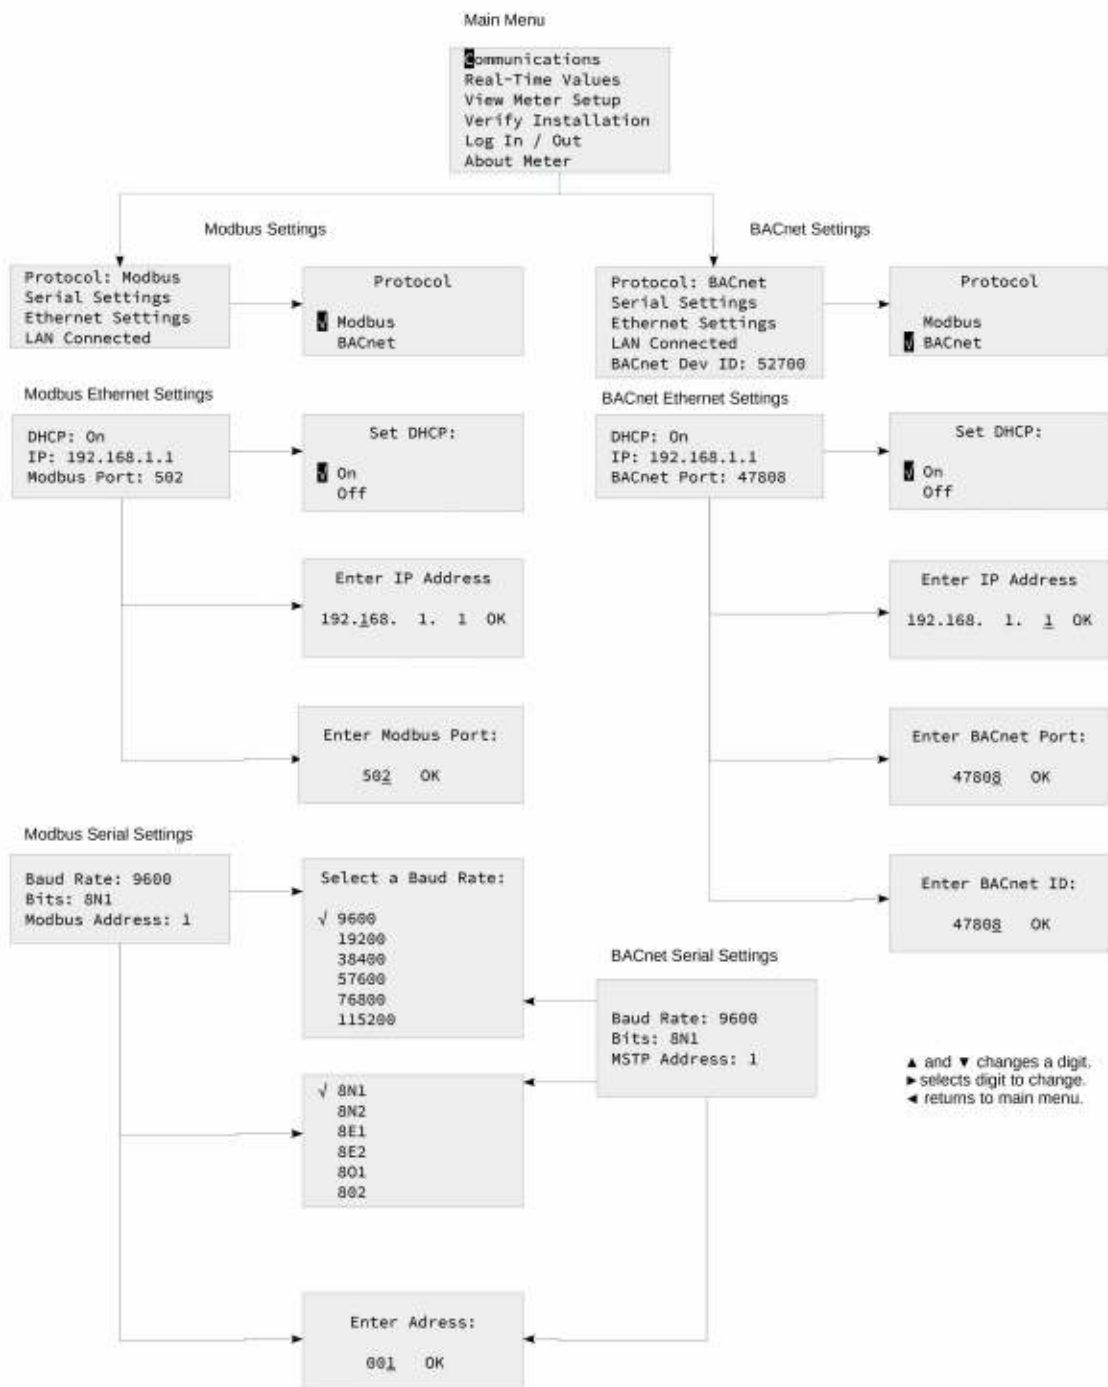 Main Menu
Communications
Real-Time Values
View Meter Setup
Verify Installation
Log In / Out
About Meter
Modbus Settings
Protocol: Modbus
Serial Settings
Ethernet Settings
LAN Connected
Protocol
√ Modbus
BACnet
BACnet Settings
Protocol: BACnet
Serial Settings
Ethernet Settings
LAN Connected
BACnet Dev ID: 52700
Protocol
Modbus
√ BACnet
Modbus Ethernet Settings
DHCP: On
IP: 192.168.1.1
Modbus Port: 502
Set DHCP:
√ On
Off
Enter IP Address
192.168. 1. 1 OK
Enter Modbus Port:
502 OK
BACnet Ethernet Settings
DHCP: On
IP: 192.168.1.1
BACnet Port: 47808
Set DHCP:
√ On
Off
Enter IP Address
192.168. 1. 1 OK
Enter BACnet Port:
47808 OK
Enter BACnet ID:
47808 OK
Modbus Serial Settings
Baud Rate: 9600
Bits: 8N1
Modbus Address: 1
Select a Baud Rate:
√ 9600
19200
38400
57600
76800
115200
√ 8N1
8N2
8E1
8E2
8O1
8O2
BACnet Serial Settings
Baud Rate: 9600
Bits: 8N1
MSTP Address: 1
Enter Adress:
001 OK
▲ and ▼ changes a digit.
► selects digit to change.
◄ returns to main menu.